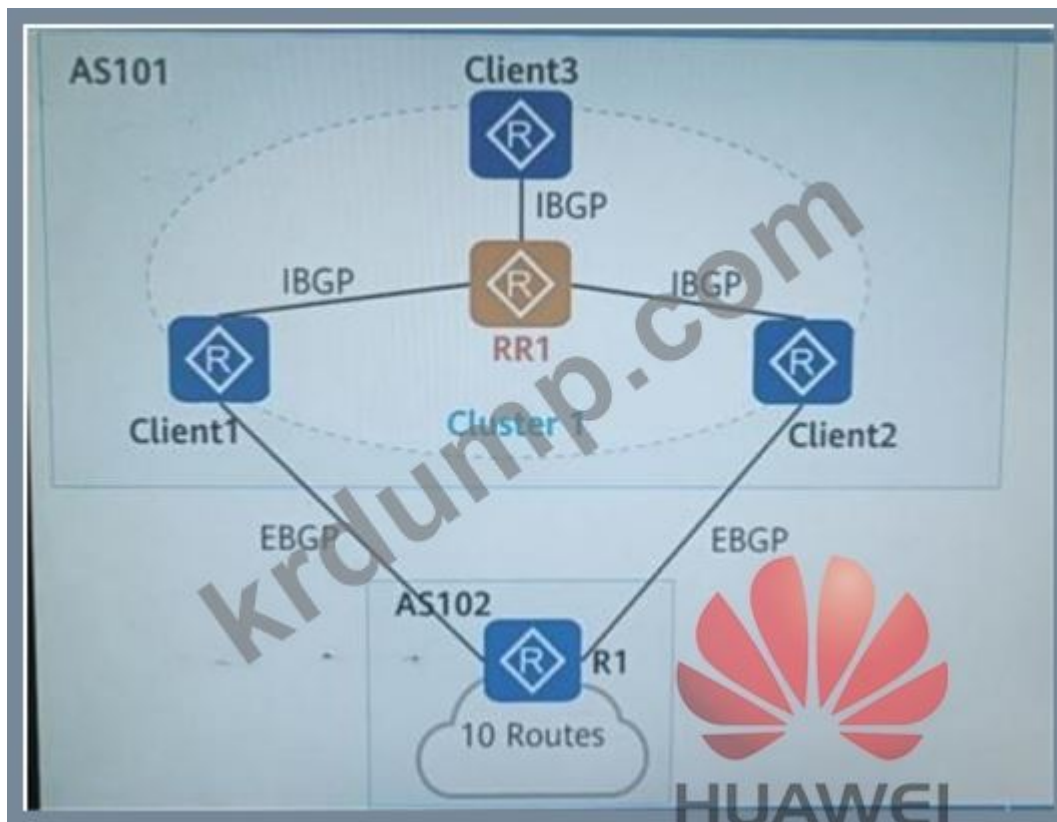 AS101
Client3
IBGP
IBGP
IBGP
RR1
Client1
Cluster 1
Client2
EBGP
EBGP
AS102
R1
10 Routes
krdump.com
HUAWEI
R
R
R
R
R